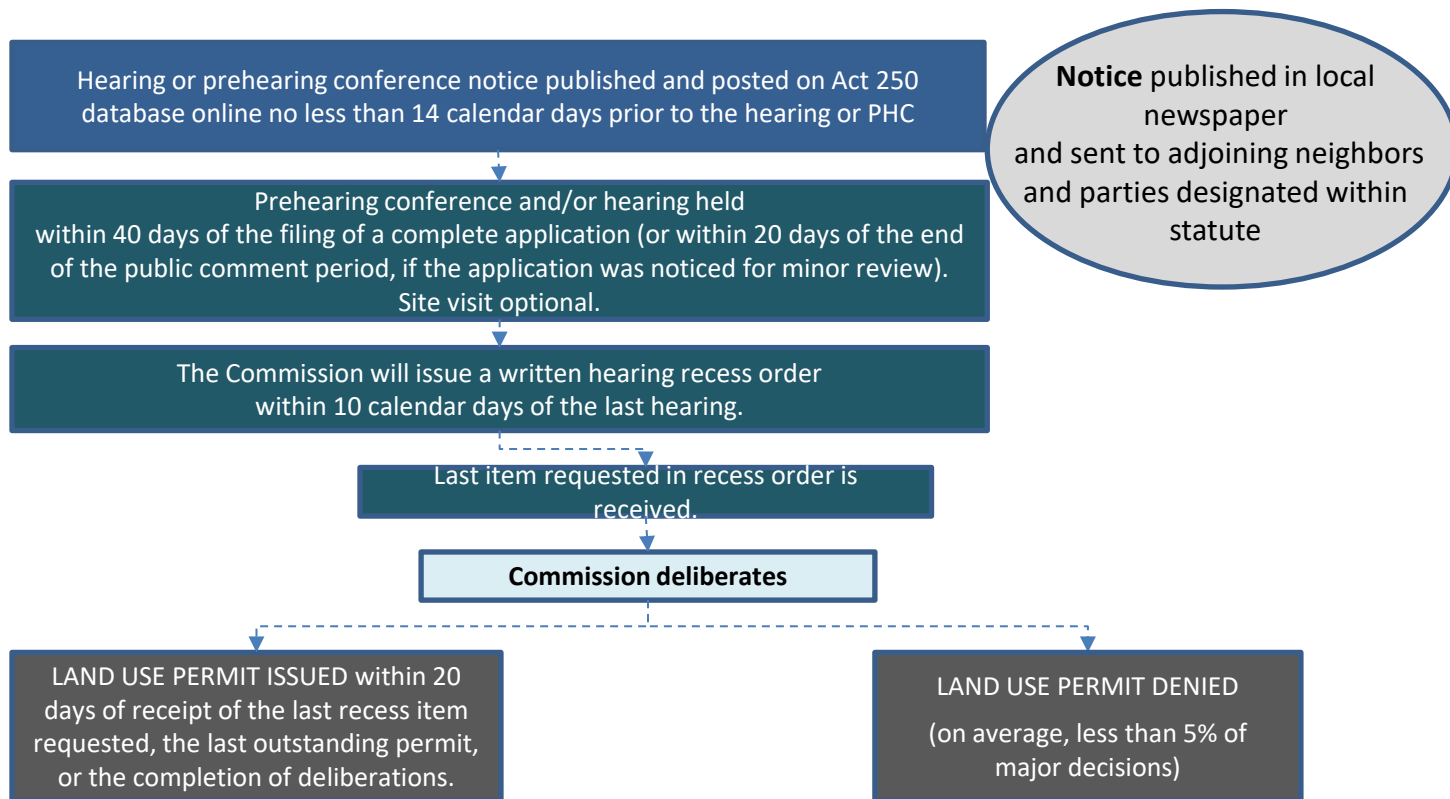 Hearing or prehearing conference notice published and posted on Act 250
database online no less than 14 calendar days prior to the hearing or PHC
Notice published in local
newspaper
and sent to adjoining neighbors
and parties designated within
statute
Prehearing conference and/or hearing held
within 40 days of the filing of a complete application (or within 20 days of the end
of the public comment period, if the application was noticed for minor review).
Site visit optional.
The Commission will issue a written hearing recess order
within 10 calendar days of the last hearing.
Last item requested in recess order is
received.
Commission deliberates
LAND USE PERMIT ISSUED within 20
days of receipt of the last recess item
requested, the last outstanding permit,
or the completion of deliberations.
LAND USE PERMIT DENIED
(on average, less than 5% of
major decisions)